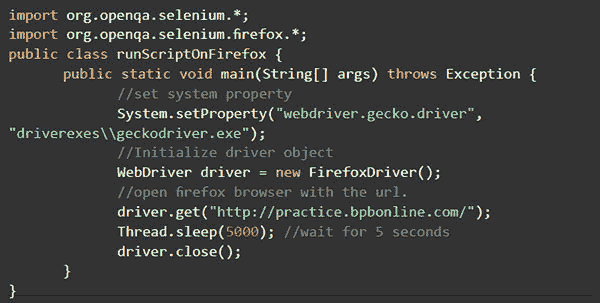 import org.openqa.selenium.*;
import org.openqa.selenium.firefox.*;
public class runScriptOnFirefox {
public static void main(String[] args) throws Exception {
//set system property
System.setProperty("webdriver.gecko.driver",
"driverexes\\geckodriver.exe");
//Initialize driver object
WebDriver driver = new FirefoxDriver();
//open firefox browser with the url.
driver.get("http://practice.bpbonline.com/");
Thread.sleep(5000); //wait for 5 seconds
driver.close();
}
}